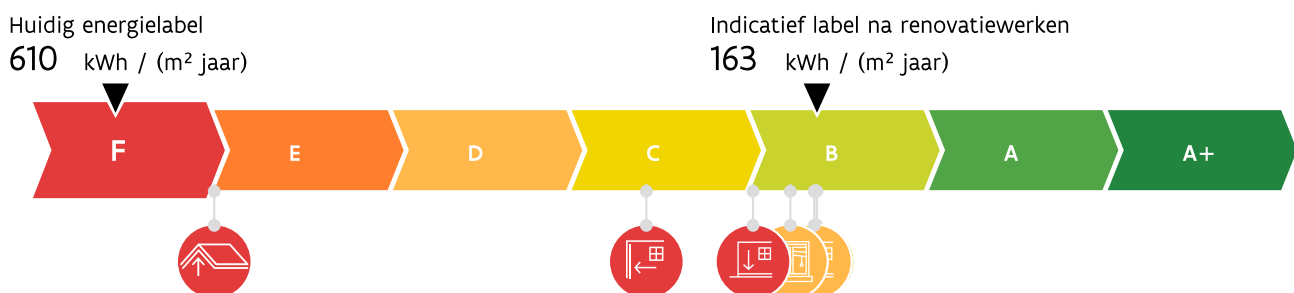 Huidig energielabel
610 kWh / (m² jaar)
Indicatief label na renovatiewerken
163 kWh / (m² jaar)
F E D C B A A+